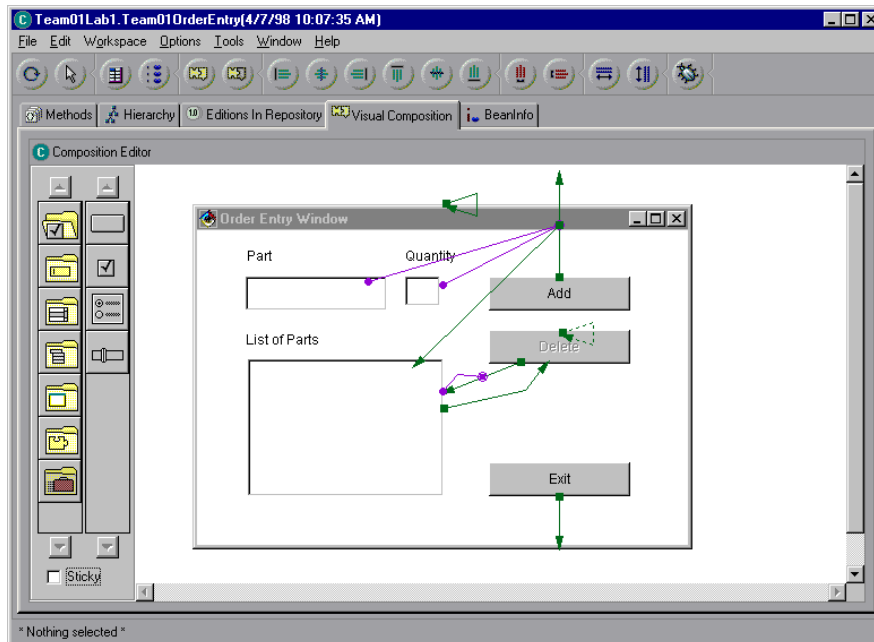 C Team01Lab1.Team01OrderEntry(4/7/98 10:07:35 AM)
File Edit Workspace Options Tools Window Help
Methods Hierarchy 1.0 Editions In Repository Visual Composition BeanInfo
C Composition Editor
Order Entry Window
Part Quantity
Add
List of Parts
Delete
Exit
Sticky
* Nothing selected *